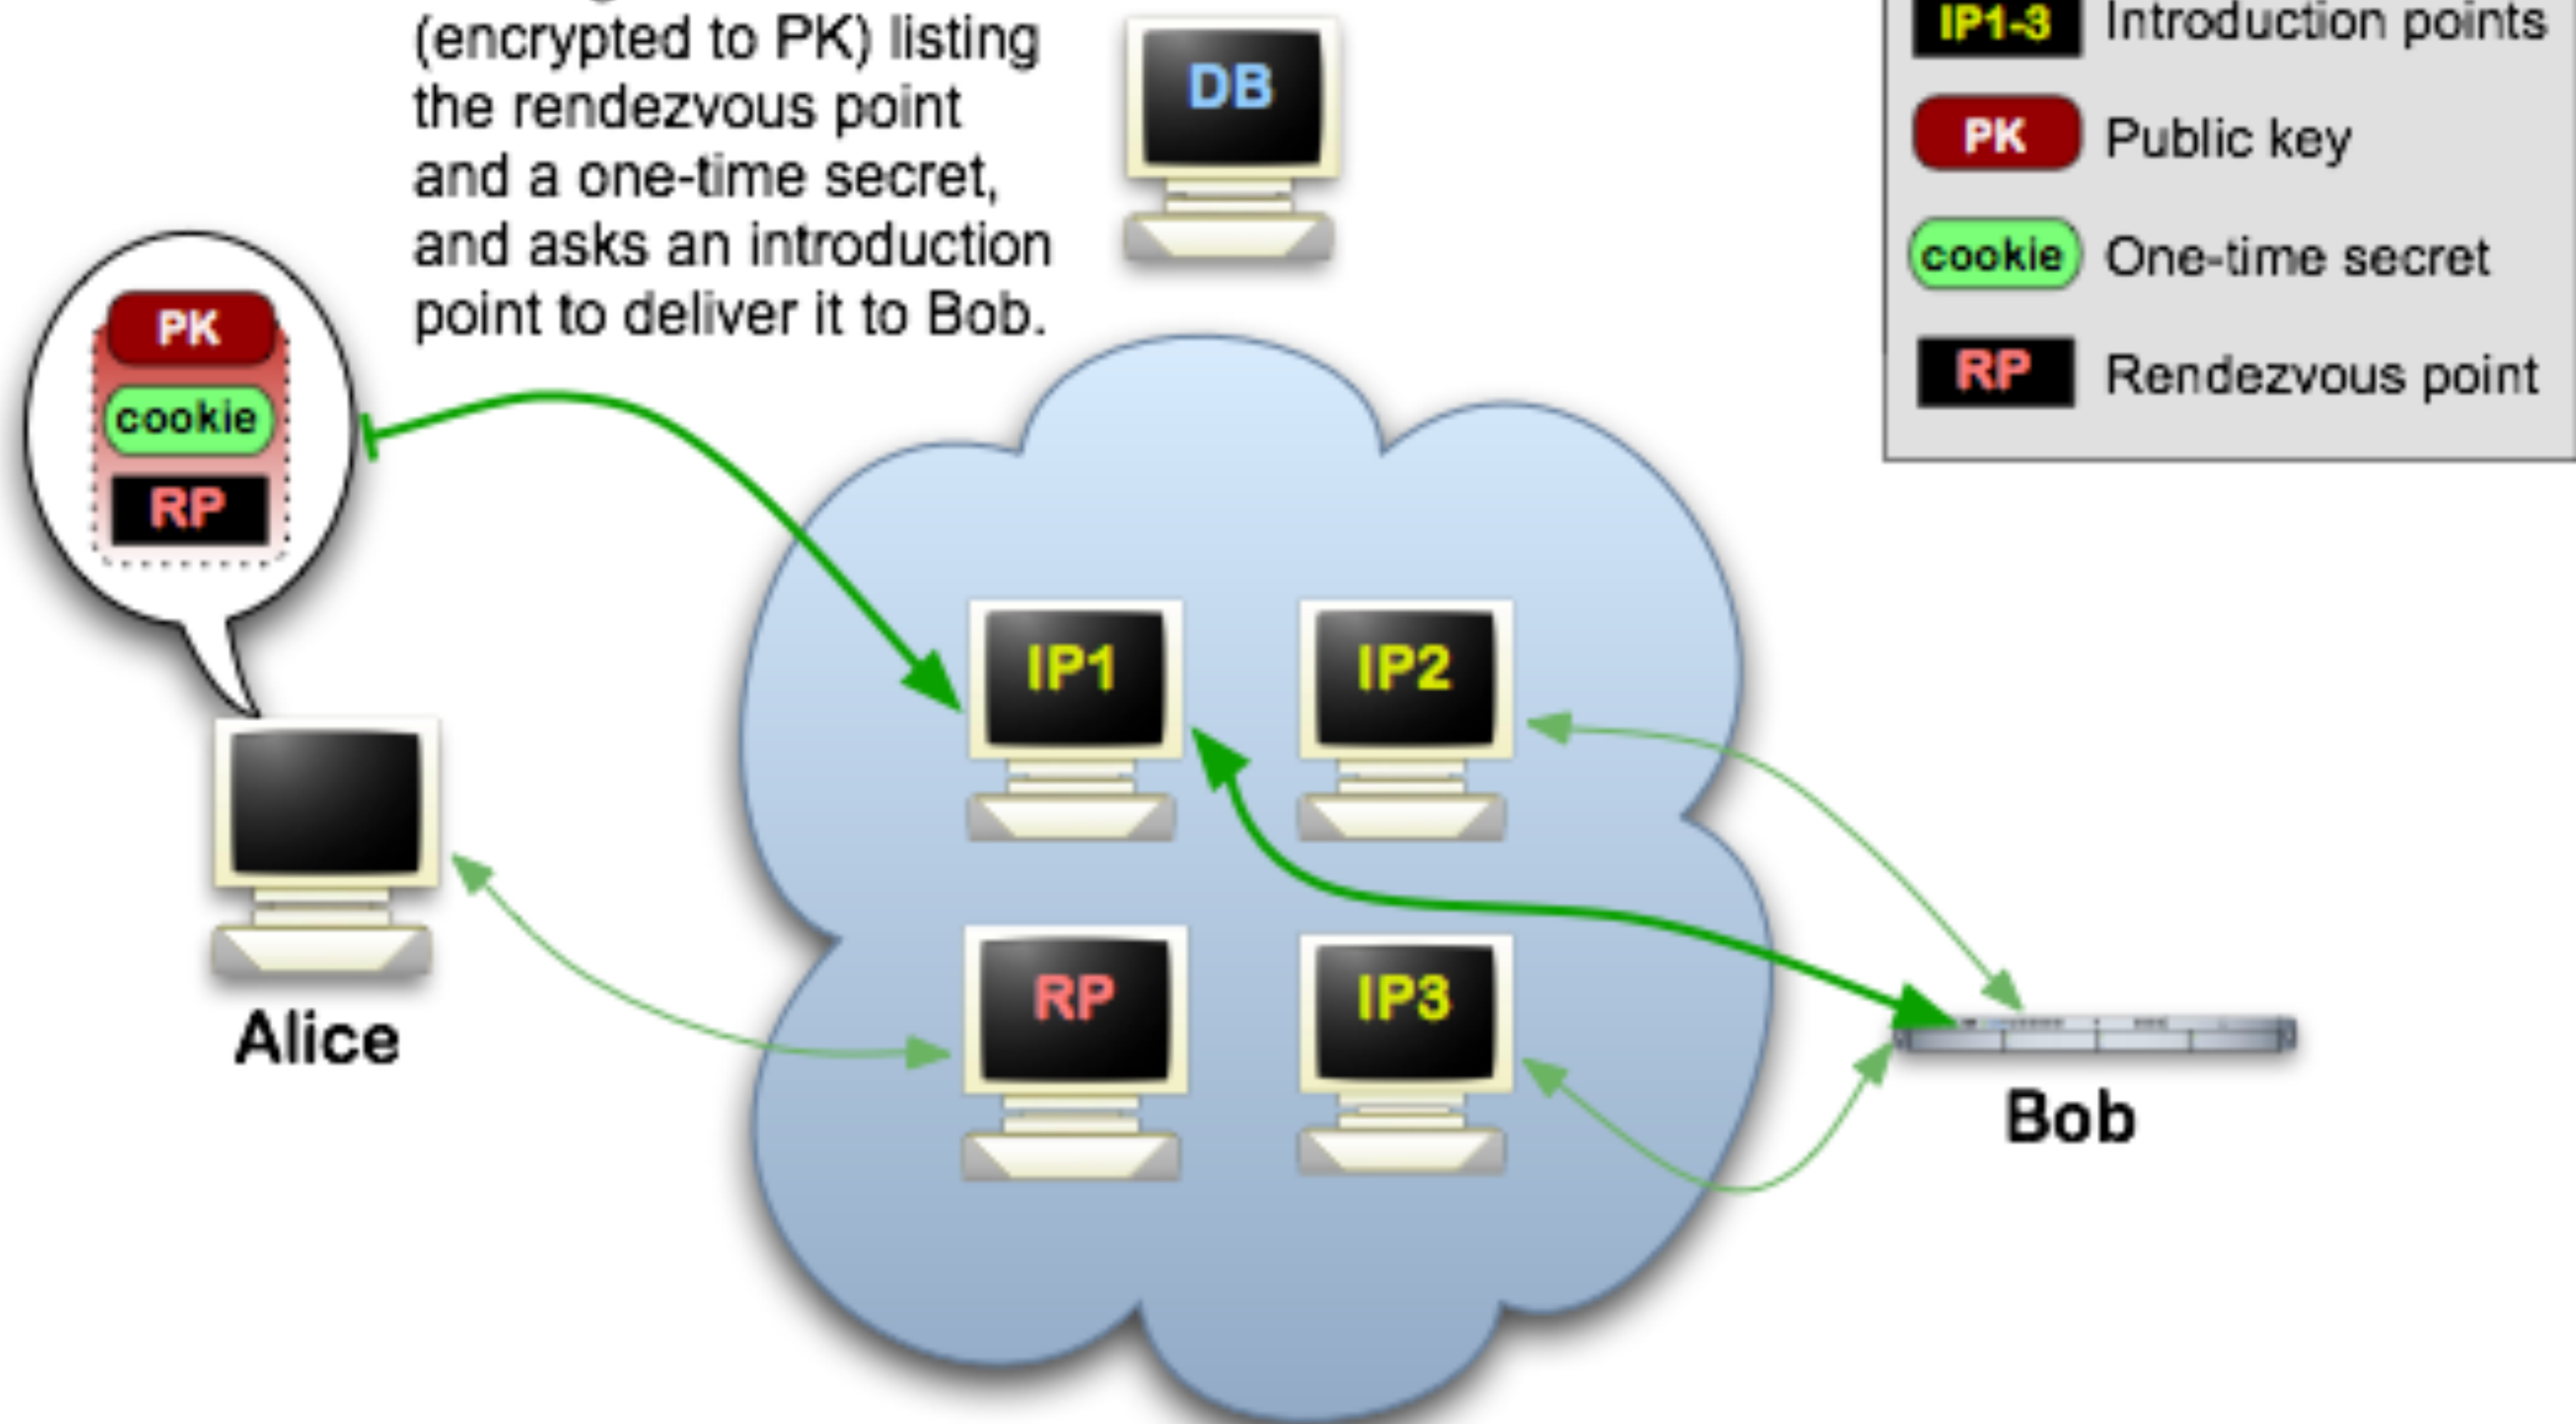 (encrypted to PK) listing
the rendezvous point
and a one-time secret,
and asks an introduction
point to deliver it to Bob.
DB
IP1-3 Introduction points
PK Public key
cookie One-time secret
RP Rendezvous point
PK
cookie
RP
IP1
IP2
RP
IP3
Alice
Bob